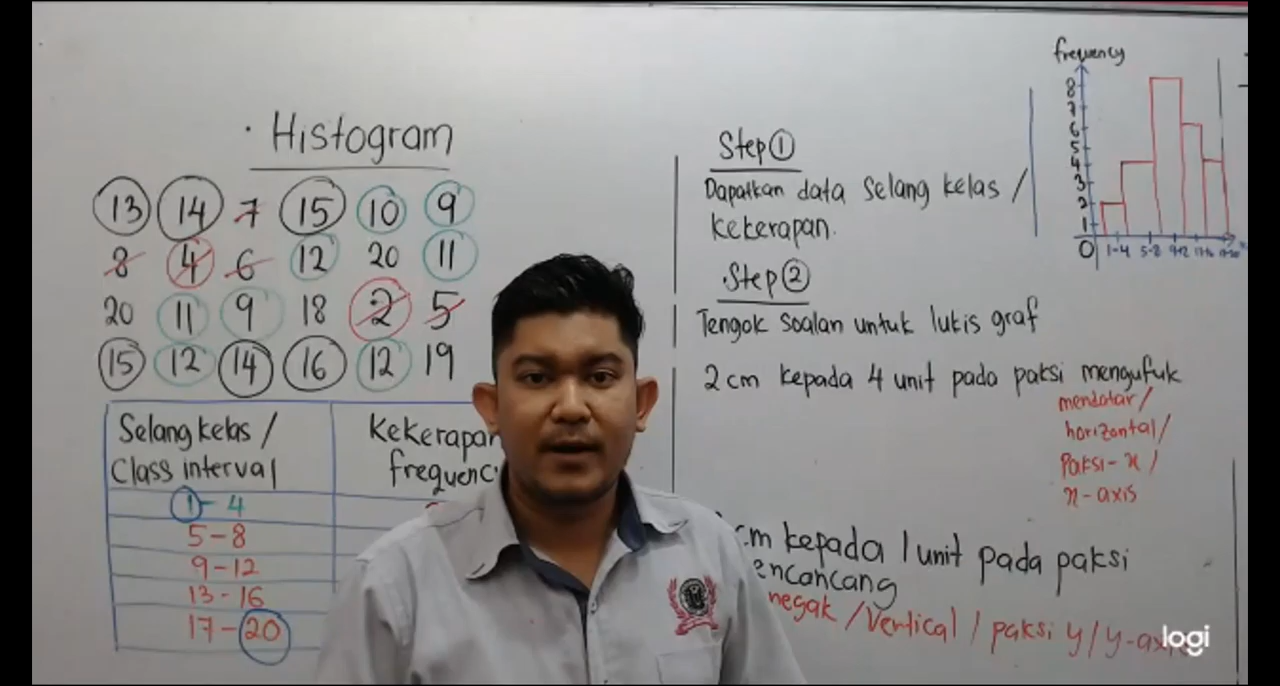 . Histogram
13 14 7 15 10 9
8 4 6 12 20 11
20 11 9 18 2 5
15 12 14 16 12 19
Selang kelas /
Class interval
Kekerapan
frequenc
1 - 4
5 - 8
9 - 12
13 - 16
17 - 20
Step 1
Dapatkan data selang kelas /
kekerapan.
. Step 2
Tengok soalan untuk lukis graf
2 cm kepada 4 unit pada paksi mengufuk
mendatar /
horizontal /
Paksi - x /
x - axis
cm kepada 1 unit pada paksi
encancang
negak / Vertical / paksi y / y-axis
frequency
8
7
6
5
4
3
2
1
0 1-4 5-8 9-12
logi